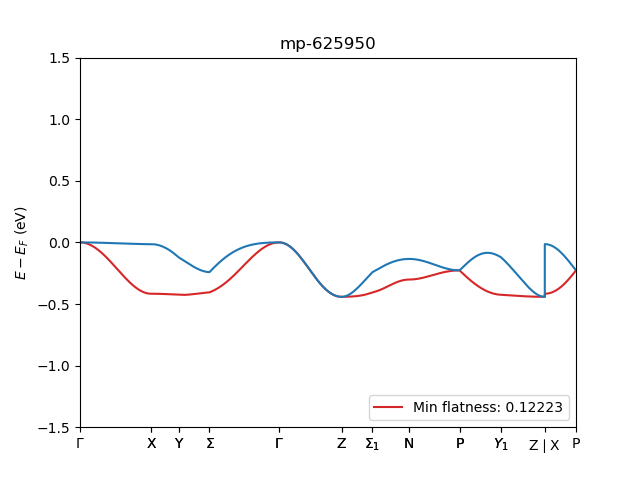 mp-625950
E − E_F (eV)
1.5
1.0
0.5
0.0
−0.5
−1.0
−1.5
Min flatness: 0.12223
Γ X Y Σ Γ Z Σ₁ N P Y₁ Z | X P